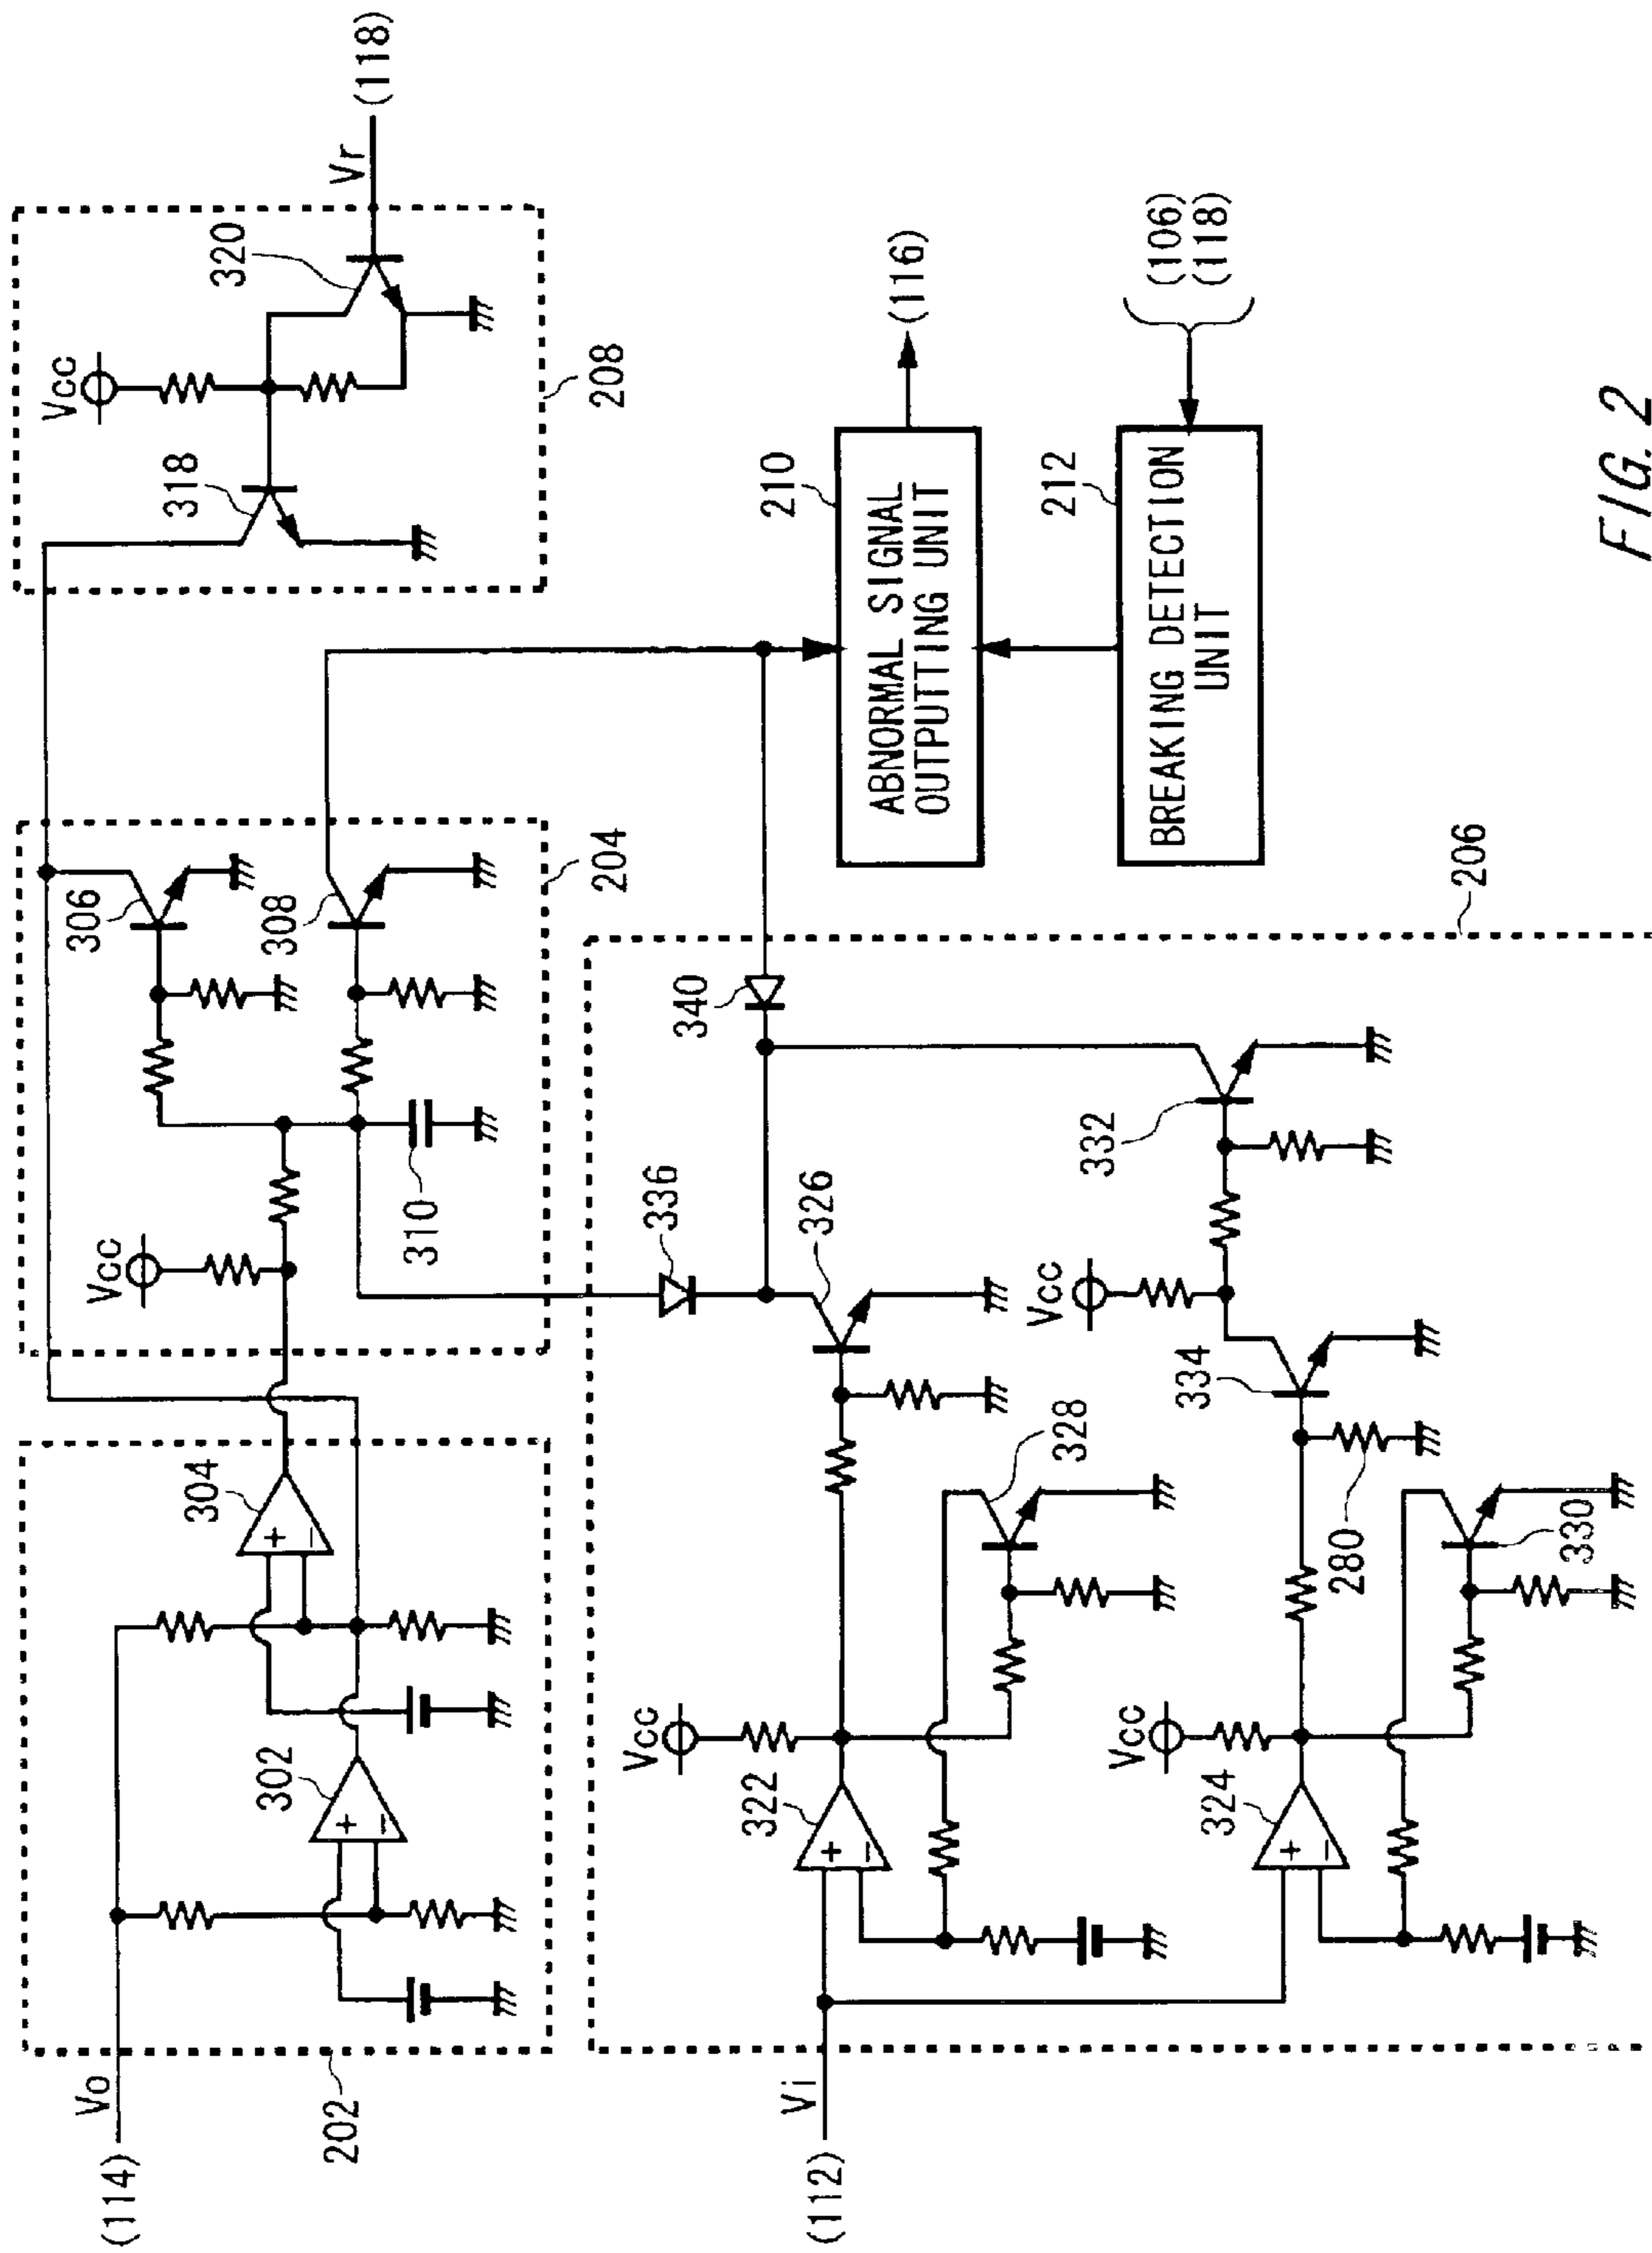 Vo
(114)
202
302
304
Vcc
306
308
310
204
Vcc
318
320
208
Vr
(118)
Vi
(112)
322
Vcc
324
Vcc
328
330
280
326
334
Vcc
332
336
340
206
210
ABNORMAL SIGNAL
OUTPUTTING UNIT
(116)
212
BREAKING DETECTION
UNIT
(106)
(118)
FIG. 2